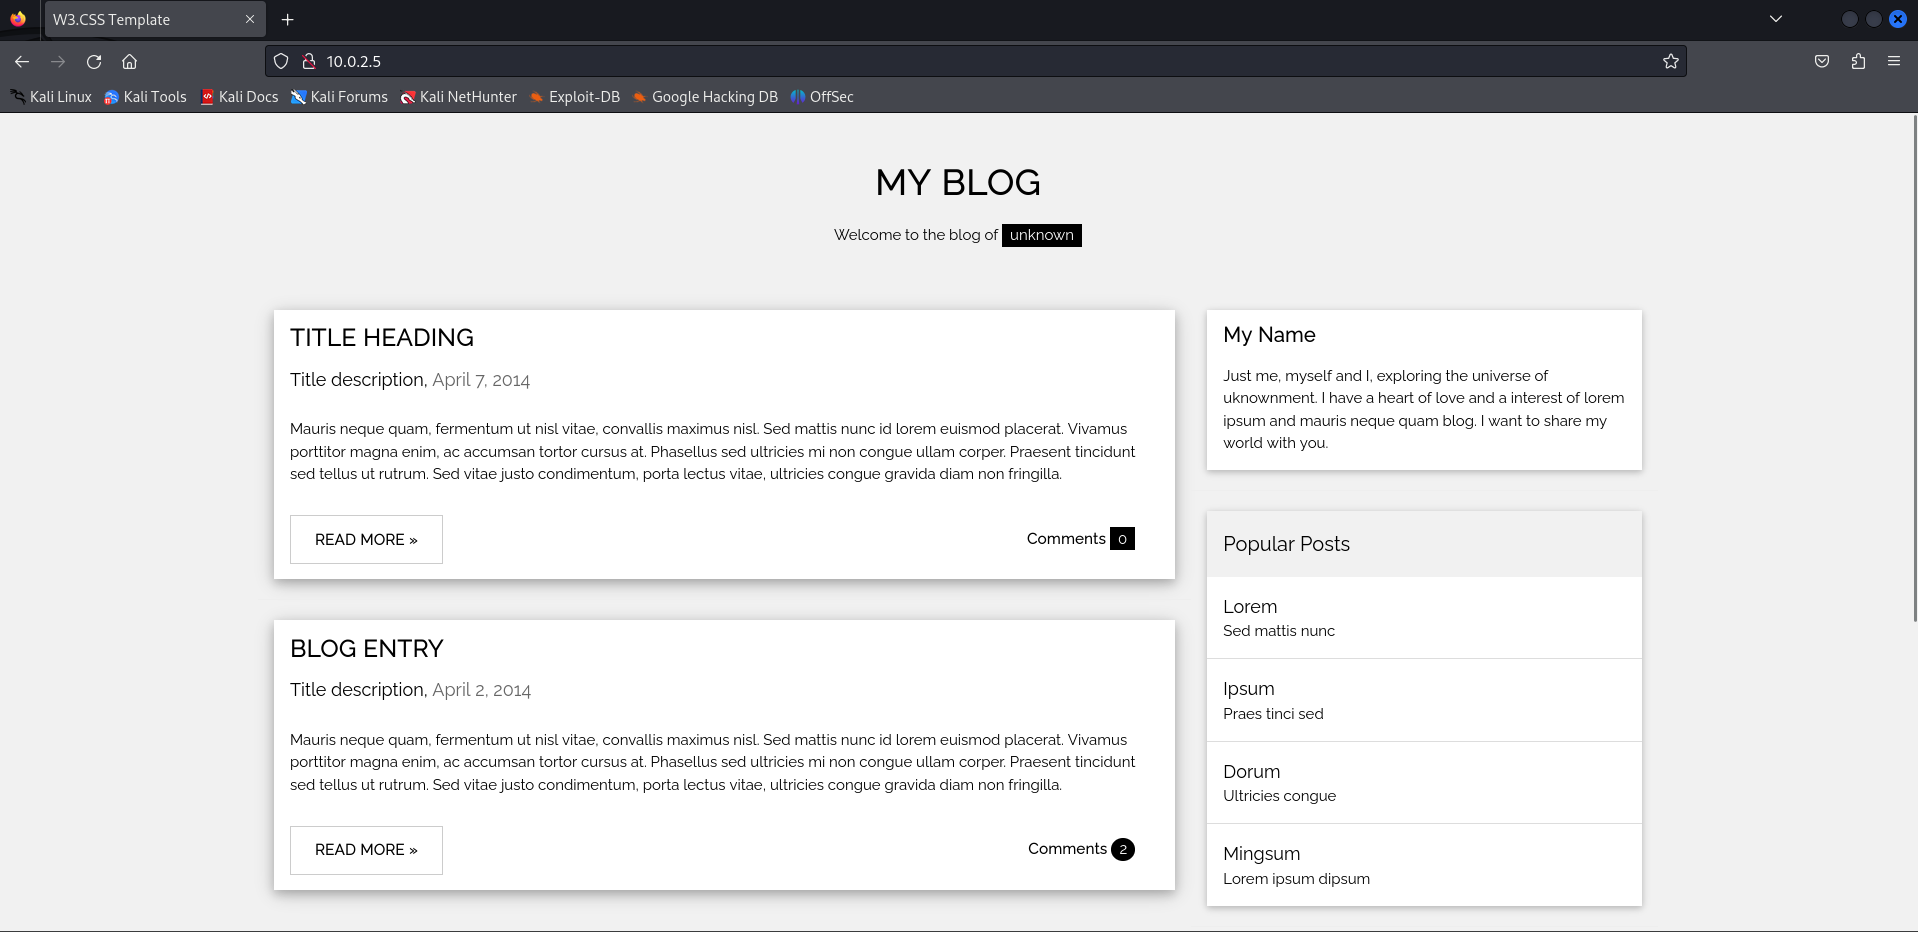 W3.CSS Template
10.0.2.5
Kali Linux Kali Tools Kali Docs Kali Forums Kali NetHunter Exploit-DB Google Hacking DB OffSec
MY BLOG
Welcome to the blog of unknown
TITLE HEADING
Title description, April 7, 2014
Mauris neque quam, fermentum ut nisl vitae, convallis maximus nisl. Sed mattis nunc id lorem euismod placerat. Vivamus
porttitor magna enim, ac accumsan tortor cursus at. Phasellus sed ultricies mi non congue ullam corper. Praesent tincidunt
sed tellus ut rutrum. Sed vitae justo condimentum, porta lectus vitae, ultricies congue gravida diam non fringilla.
READ MORE »
Comments 0
BLOG ENTRY
Title description, April 2, 2014
Mauris neque quam, fermentum ut nisl vitae, convallis maximus nisl. Sed mattis nunc id lorem euismod placerat. Vivamus
porttitor magna enim, ac accumsan tortor cursus at. Phasellus sed ultricies mi non congue ullam corper. Praesent tincidunt
sed tellus ut rutrum. Sed vitae justo condimentum, porta lectus vitae, ultricies congue gravida diam non fringilla.
READ MORE »
Comments 2
My Name
Just me, myself and I, exploring the universe of
uknownment. I have a heart of love and a interest of lorem
ipsum and mauris neque quam blog. I want to share my
world with you.
Popular Posts
Lorem
Sed mattis nunc
Ipsum
Praes tinci sed
Dorum
Ultricies congue
Mingsum
Lorem ipsum dipsum